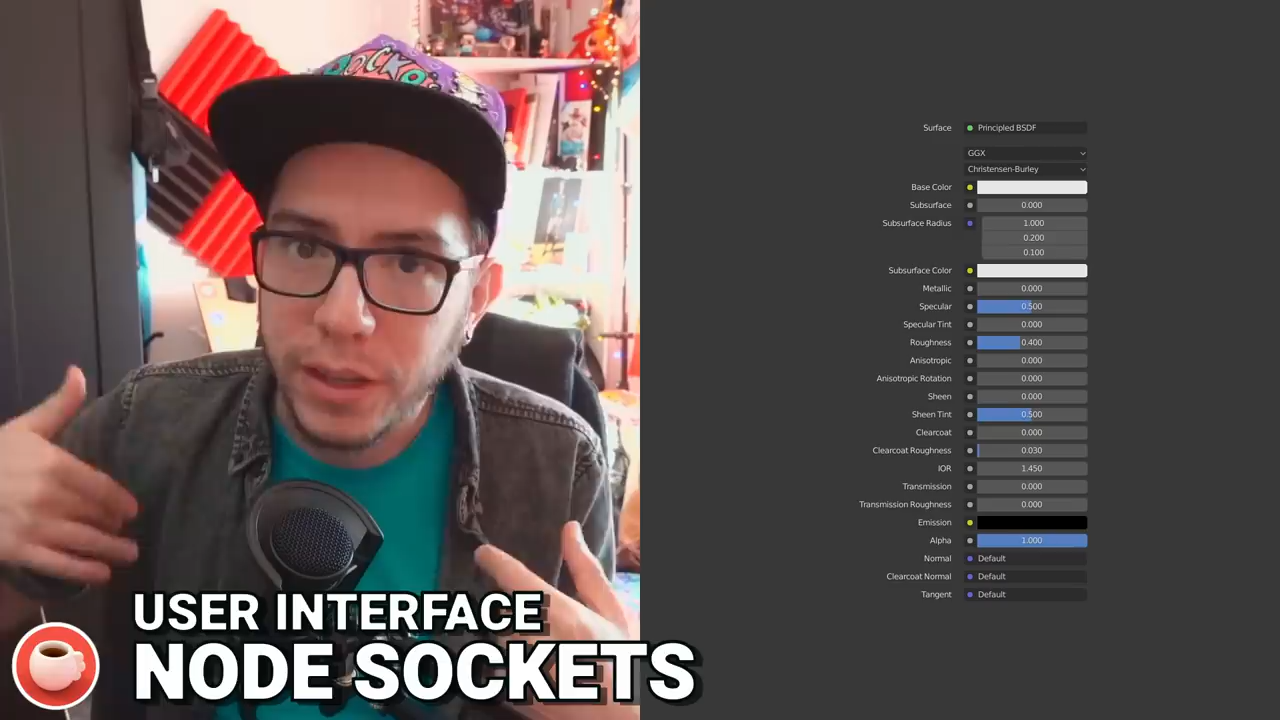 USER INTERFACE
NODE SOCKETS
Surface Principled BSDF
GGX
Christensen-Burley
Base Color
Subsurface 0.000
Subsurface Radius 1.000
0.200
0.100
Subsurface Color
Metallic 0.000
Specular 0.500
Specular Tint 0.000
Roughness 0.400
Anisotropic 0.000
Anisotropic Rotation 0.000
Sheen 0.000
Sheen Tint 0.500
Clearcoat 0.000
Clearcoat Roughness 0.030
IOR 1.450
Transmission 0.000
Transmission Roughness 0.000
Emission
Alpha 1.000
Normal Default
Clearcoat Normal Default
Tangent Default